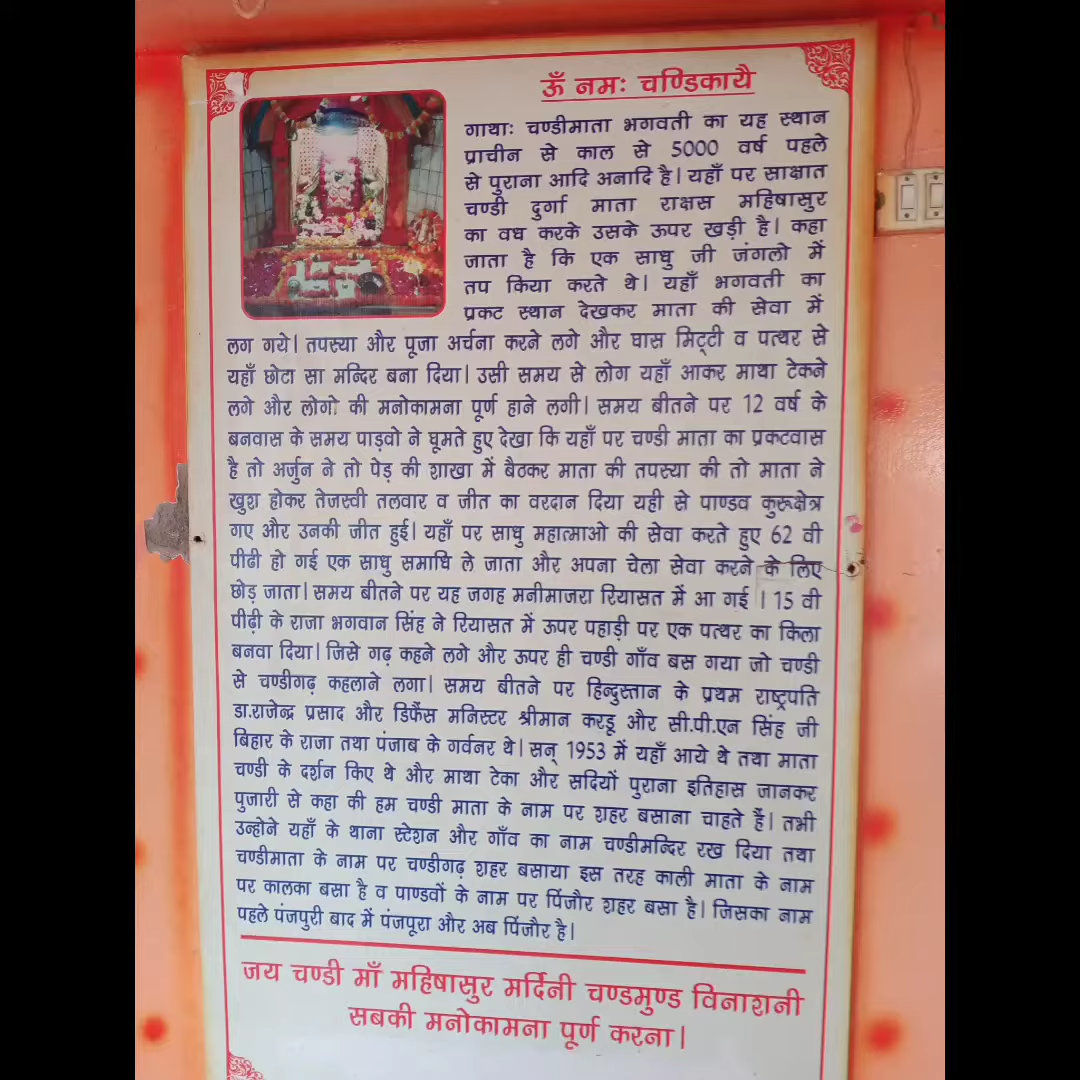 ऊँ नमः चण्डिकायै
गाथाः चण्डीमाता भगवती का यह स्थान
प्राचीन से काल से 5000 वर्ष पहले
से पुराना आदि अनादि है। यहाँ पर साक्षात
चण्डी दुर्गा माता राक्षस महिषासुर
का वध करके उसके ऊपर खड़ी है। कहा
जाता है कि एक साधु जी जंगलो में
तप किया करते थे। यहाँ भगवती का
प्रकट स्थान देखकर माता की सेवा में
लग गये। तपस्या और पूजा अर्चना करने लगे और घास मिट्टी व पत्थर से
यहाँ छोटा सा मन्दिर बना दिया। उसी समय से लोग यहाँ आकर माथा टेकने
लगे और लोगो की मनोकामना पूर्ण हाने लगी। समय बीतने पर 12 वर्ष के
बनवास के समय पाड़वो ने घूमते हुए देखा कि यहाँ पर चण्डी माता का प्रकटवास
है तो अर्जुन ने तो पेड़ की शाखा में बैठकर माता की तपस्या की तो माता ने
खुश होकर तेजस्वी तलवार व जीत का वरदान दिया यही से पाण्डव कुरूक्षेत्र
गए और उनकी जीत हुई। यहाँ पर साधु महात्माओ की सेवा करते हुए 62 वी
पीढी हो गई एक साधु समाधि ले जाता और अपना चेला सेवा करने के लिए
छोड़ जाता। समय बीतने पर यह जगह मनीमाजरा रियासत में आ गई । 15 वी
पीढ़ी के राजा भगवान सिंह ने रियासत में ऊपर पहाड़ी पर एक पत्थर का किला
बनवा दिया। जिसे गढ़ कहने लगे और ऊपर ही चण्डी गाँव बस गया जो चण्डी
से चण्डीगढ़ कहलाने लगा। समय बीतने पर हिन्दुस्तान के प्रथम राष्ट्रपति
डा.राजेन्द्र प्रसाद और डिफैंस मनिस्टर श्रीमान करडू और सी.पी.एन सिंह जी
बिहार के राजा तथा पंजाब के गर्वनर थे। सन् 1953 में यहाँ आये थे तथा माता
चण्डी के दर्शन किए थे और माथा टेका और सदियों पुराना इतिहास जानकर
पुजारी से कहा की हम चण्डी माता के नाम पर शहर बसाना चाहते हैं। तभी
उन्होने यहाँ के थाना स्टेशन और गाँव का नाम चण्डीमन्दिर रख दिया तथा
चण्डीमाता के नाम पर चण्डीगढ़ शहर बसाया इस तरह काली माता के नाम
पर कालका बसा है व पाण्डवों के नाम पर पिंजौर शहर बसा है। जिसका नाम
पहले पंजपुरी बाद में पंजपूरा और अब पिंजौर है।
जय चण्डी माँ महिषासुर मर्दिनी चण्डमुण्ड विनाशनी
सबकी मनोकामना पूर्ण करना।